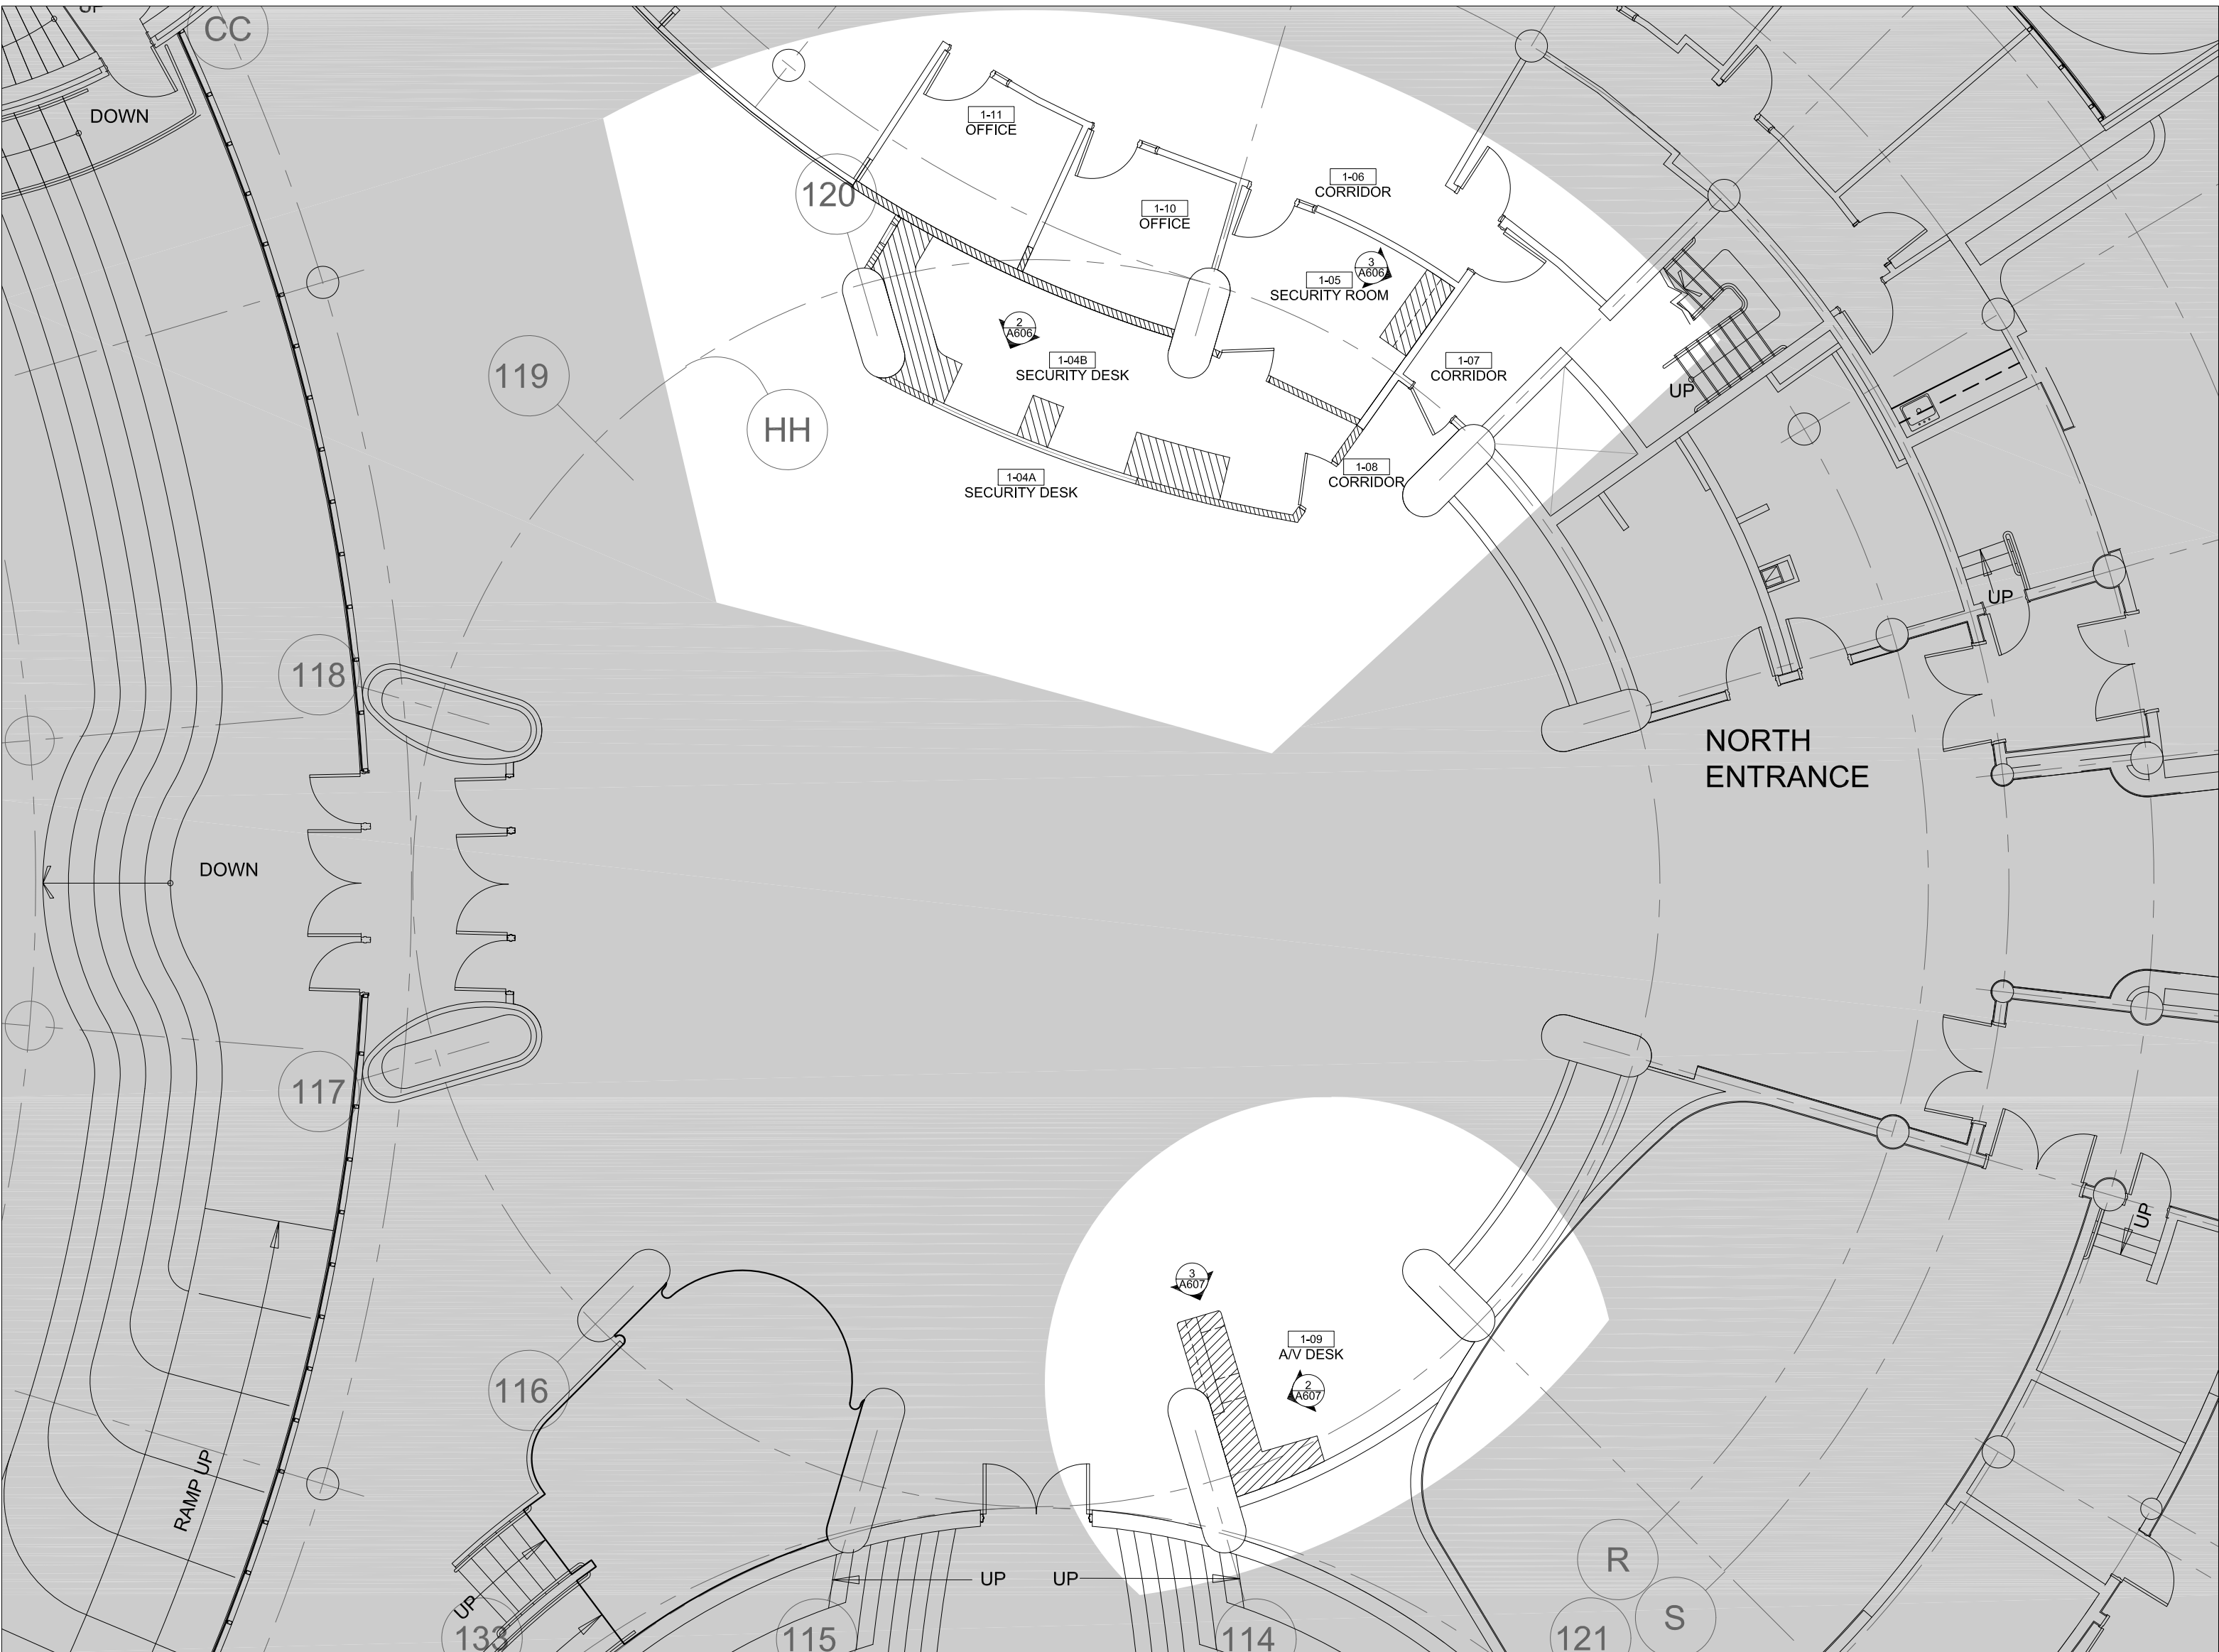 UP
CC
DOWN
1-11
OFFICE
120
1-10
OFFICE
1-06
CORRIDOR
3
A606
1-05
SECURITY ROOM
2
A606
1-04B
SECURITY DESK
1-07
CORRIDOR
119
UP
HH
1-04A
SECURITY DESK
1-08
CORRIDOR
UP
118
NORTH
ENTRANCE
DOWN
117
UP
3
A607
1-09
A/V DESK
2
A607
116
RAMP UP
R
UP
UP
UP
S
133
115
114
121